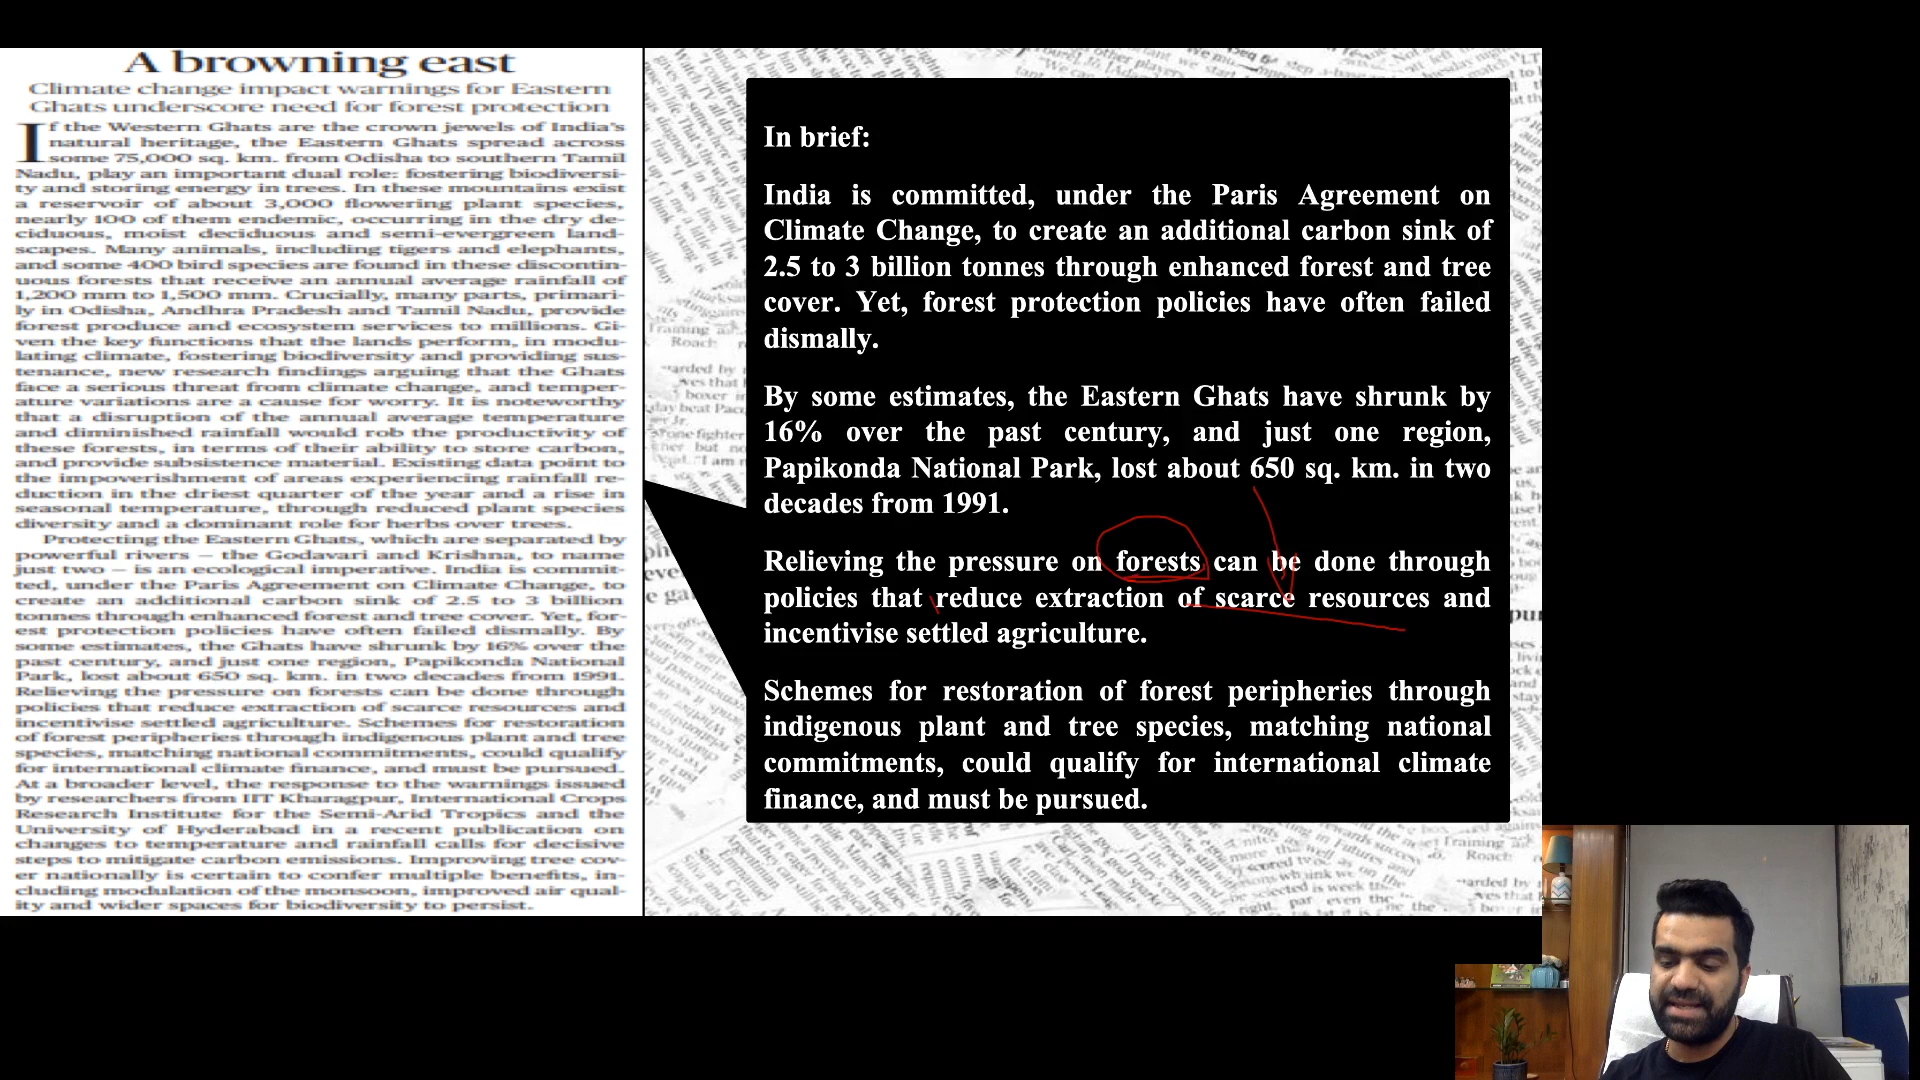 A browning east
Climate change impact warnings for Eastern
Ghats underscore need for forest protection
If the Western Ghats are the crown jewels of India's
natural heritage, the Eastern Ghats spread across
some 75,000 sq. km. from Odisha to southern Tamil
Nadu, play an important dual role: fostering biodiversi-
ty and storing energy in trees. In these mountains exist
a reservoir of about 3,000 flowering plant species,
nearly 100 of them endemic, occurring in the dry de-
ciduous, moist deciduous and semi-evergreen land-
scapes. Many animals, including tigers and elephants,
and some 400 bird species are found in these discontin-
uous forests that receive an annual average rainfall of
1,200 mm to 1,500 mm. Crucially, many parts, primari-
ly in Odisha, Andhra Pradesh and Tamil Nadu, provide
forest produce and ecosystem services to millions. Gi-
ven the key functions that the lands perform, in modu-
lating climate, fostering biodiversity and providing sus-
tenance, new research findings arguing that the Ghats
face a serious threat from climate change, and temper-
ature variations are a cause for worry. It is noteworthy
that a disruption of the annual average temperature
and diminished rainfall would rob the productivity of
these forests, in terms of their ability to store carbon,
and provide subsistence material. Existing data point to
the impoverishment of areas experiencing rainfall re-
duction in the driest quarter of the year and a rise in
seasonal temperature, through reduced plant species
diversity and a dominant role for herbs over trees.
Protecting the Eastern Ghats, which are separated by
powerful rivers – the Godavari and Krishna, to name
just two – is an ecological imperative. India is commit-
ted, under the Paris Agreement on Climate Change, to
create an additional carbon sink of 2.5 to 3 billion
tonnes through enhanced forest and tree cover. Yet, for-
est protection policies have often failed dismally. By
some estimates, the Ghats have shrunk by 16% over the
past century, and just one region, Papikonda National
Park, lost about 650 sq. km. in two decades from 1991.
Relieving the pressure on forests can be done through
policies that reduce extraction of scarce resources and
incentivise settled agriculture. Schemes for restoration
of forest peripheries through indigenous plant and tree
species, matching national commitments, could qualify
for international climate finance, and must be pursued.
At a broader level, the response to the warnings issued
by researchers from IIT Kharagpur, International Crops
Research Institute for the Semi-Arid Tropics and the
University of Hyderabad in a recent publication on
changes to temperature and rainfall calls for decisive
steps to mitigate carbon emissions. Improving tree cov-
er nationally is certain to confer multiple benefits, in-
cluding modulation of the monsoon, improved air qual-
ity and wider spaces for biodiversity to persist.
In brief:
India is committed, under the Paris Agreement on
Climate Change, to create an additional carbon sink of
2.5 to 3 billion tonnes through enhanced forest and tree
cover. Yet, forest protection policies have often failed
dismally.
By some estimates, the Eastern Ghats have shrunk by
16% over the past century, and just one region,
Papikonda National Park, lost about 650 sq. km. in two
decades from 1991.
Relieving the pressure on forests can be done through
policies that reduce extraction of scarce resources and
incentivise settled agriculture.
Schemes for restoration of forest peripheries through
indigenous plant and tree species, matching national
commitments, could qualify for international climate
finance, and must be pursued.